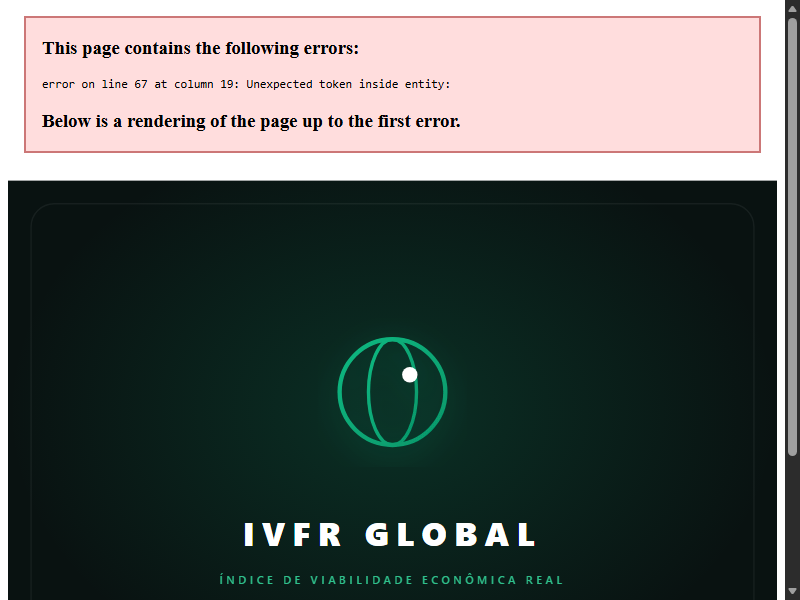 This page contains the following errors:
error on line 67 at column 19: Unexpected token inside entity:
Below is a rendering of the page up to the first error.
IVFR GLOBAL
ÍNDICE DE VIABILIDADE ECONÔMICA REAL